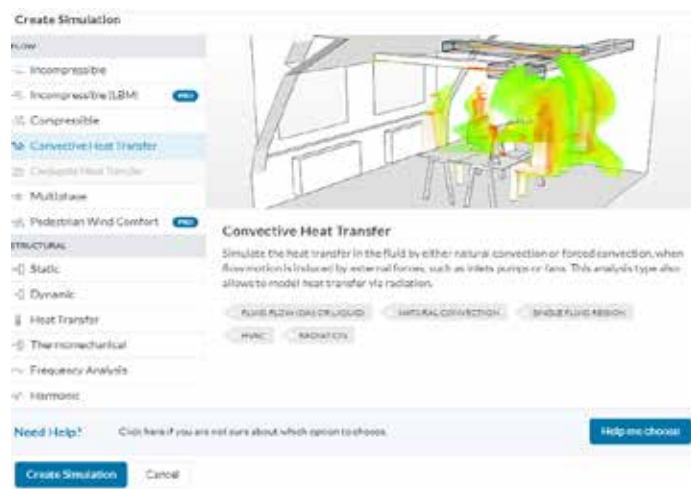 Create Simulation
FLOW
Incompressible
Incompressible (LBM) PRO
Compressible
Convective Heat Transfer
Conjugate Heat Transfer
Multiphase
Pedestrian Wind Comfort PRO
STRUCTURAL
Static
Dynamic
Heat Transfer
Thermomechanical
Frequency Analysis
Harmonic
Convective Heat Transfer
Simulate the heat transfer in the fluid by either natural convection or forced convection, when
flow motion is induced by external forces, such as inlets pumps or fans. This analysis type also
allows to model heat transfer via radiation.
FLUID FLOW (GAS OR LIQUID) NATURAL CONVECTION SINGLE FLUID REGION
HVAC RADIATION
Need Help? Click here if you are not sure about which option to choose. Help me choose
Create Simulation Cancel